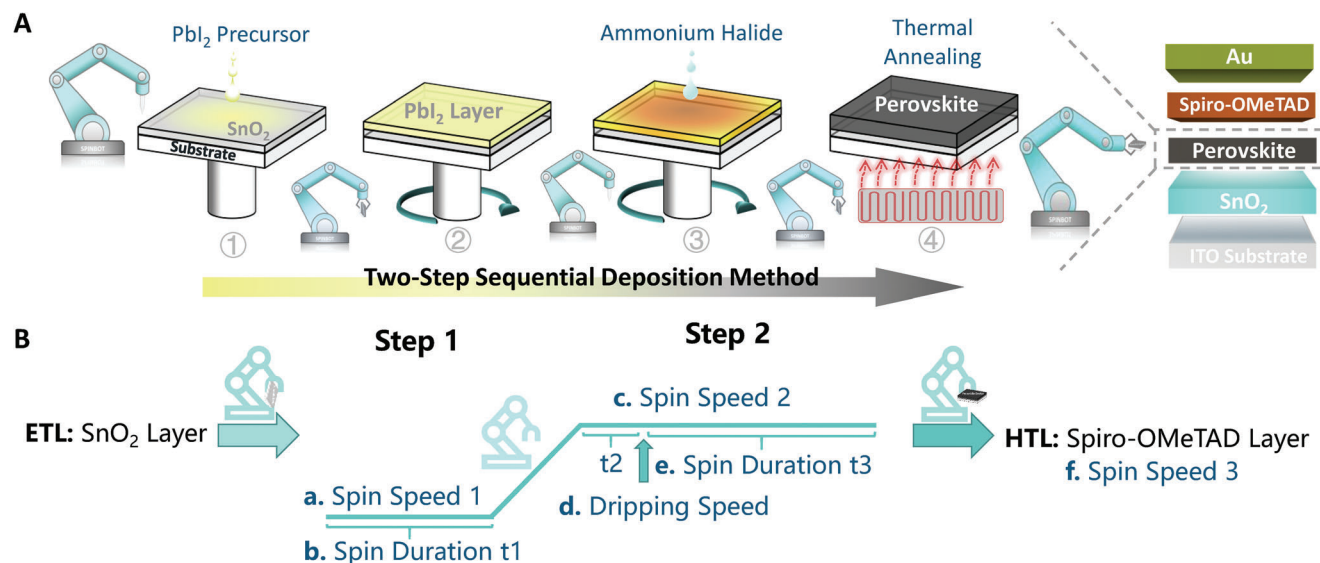 A
PbI₂ Precursor
Ammonium Halide
Thermal
Annealing
SnO₂
Substrate
PbI₂ Layer
Perovskite
SPINBOT
SPINBOT
SPINBOT
SPINBOT
SPINBOT
①
②
③
④
Au
Spiro-OMeTAD
Perovskite
SnO₂
ITO Substrate
Two-Step Sequential Deposition Method
B
Step 1
Step 2
ETL: SnO₂ Layer
a. Spin Speed 1
b. Spin Duration t1
c. Spin Speed 2
t2
e. Spin Duration t3
d. Dripping Speed
HTL: Spiro-OMeTAD Layer
f. Spin Speed 3